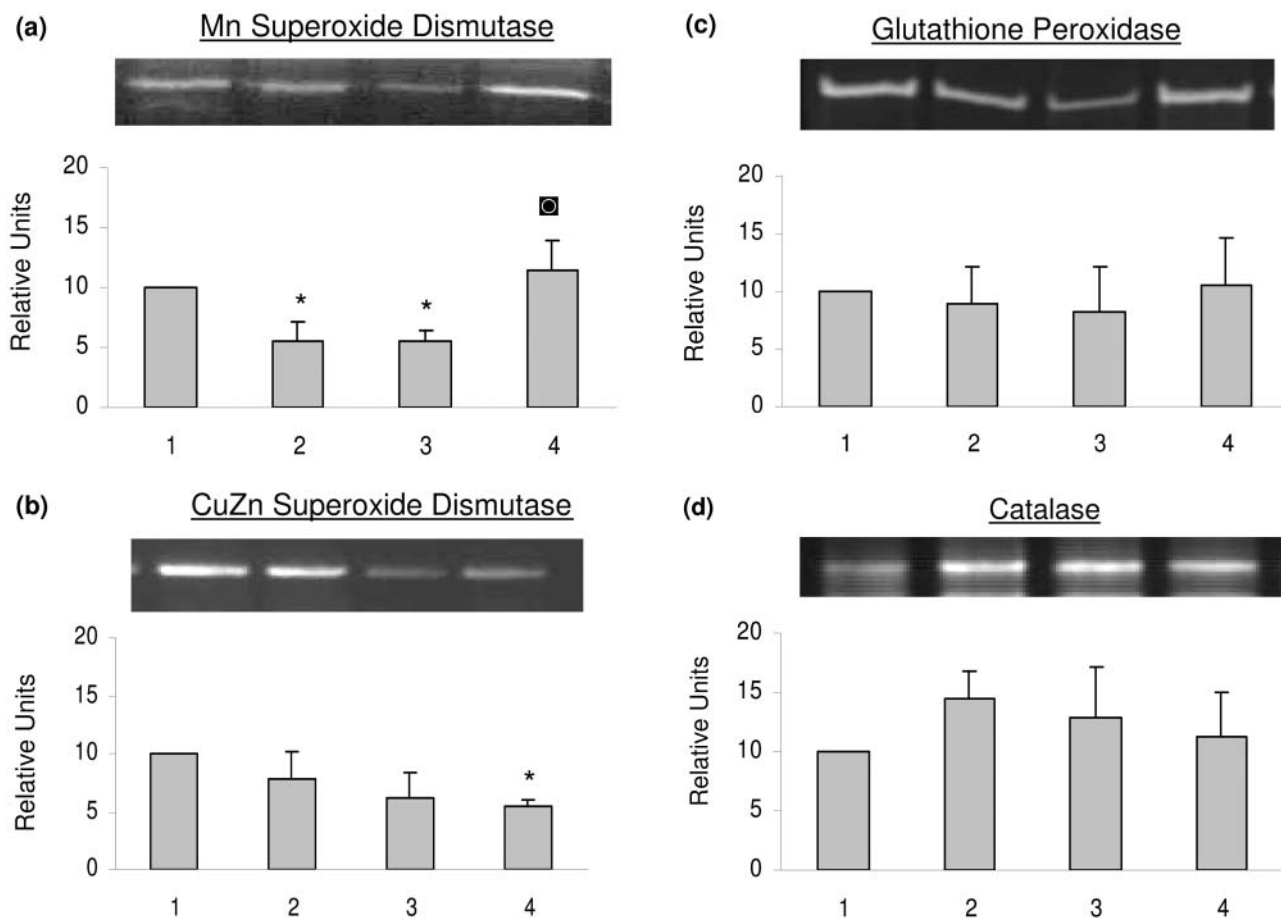 (a)
Mn Superoxide Dismutase
20
15
10
5
0
Relative Units
*
*
1 2 3 4
(b)
CuZn Superoxide Dismutase
20
15
10
5
0
Relative Units
*
1 2 3 4
(c)
Glutathione Peroxidase
20
15
10
5
0
Relative Units
1 2 3 4
(d)
Catalase
20
15
10
5
0
Relative Units
1 2 3 4